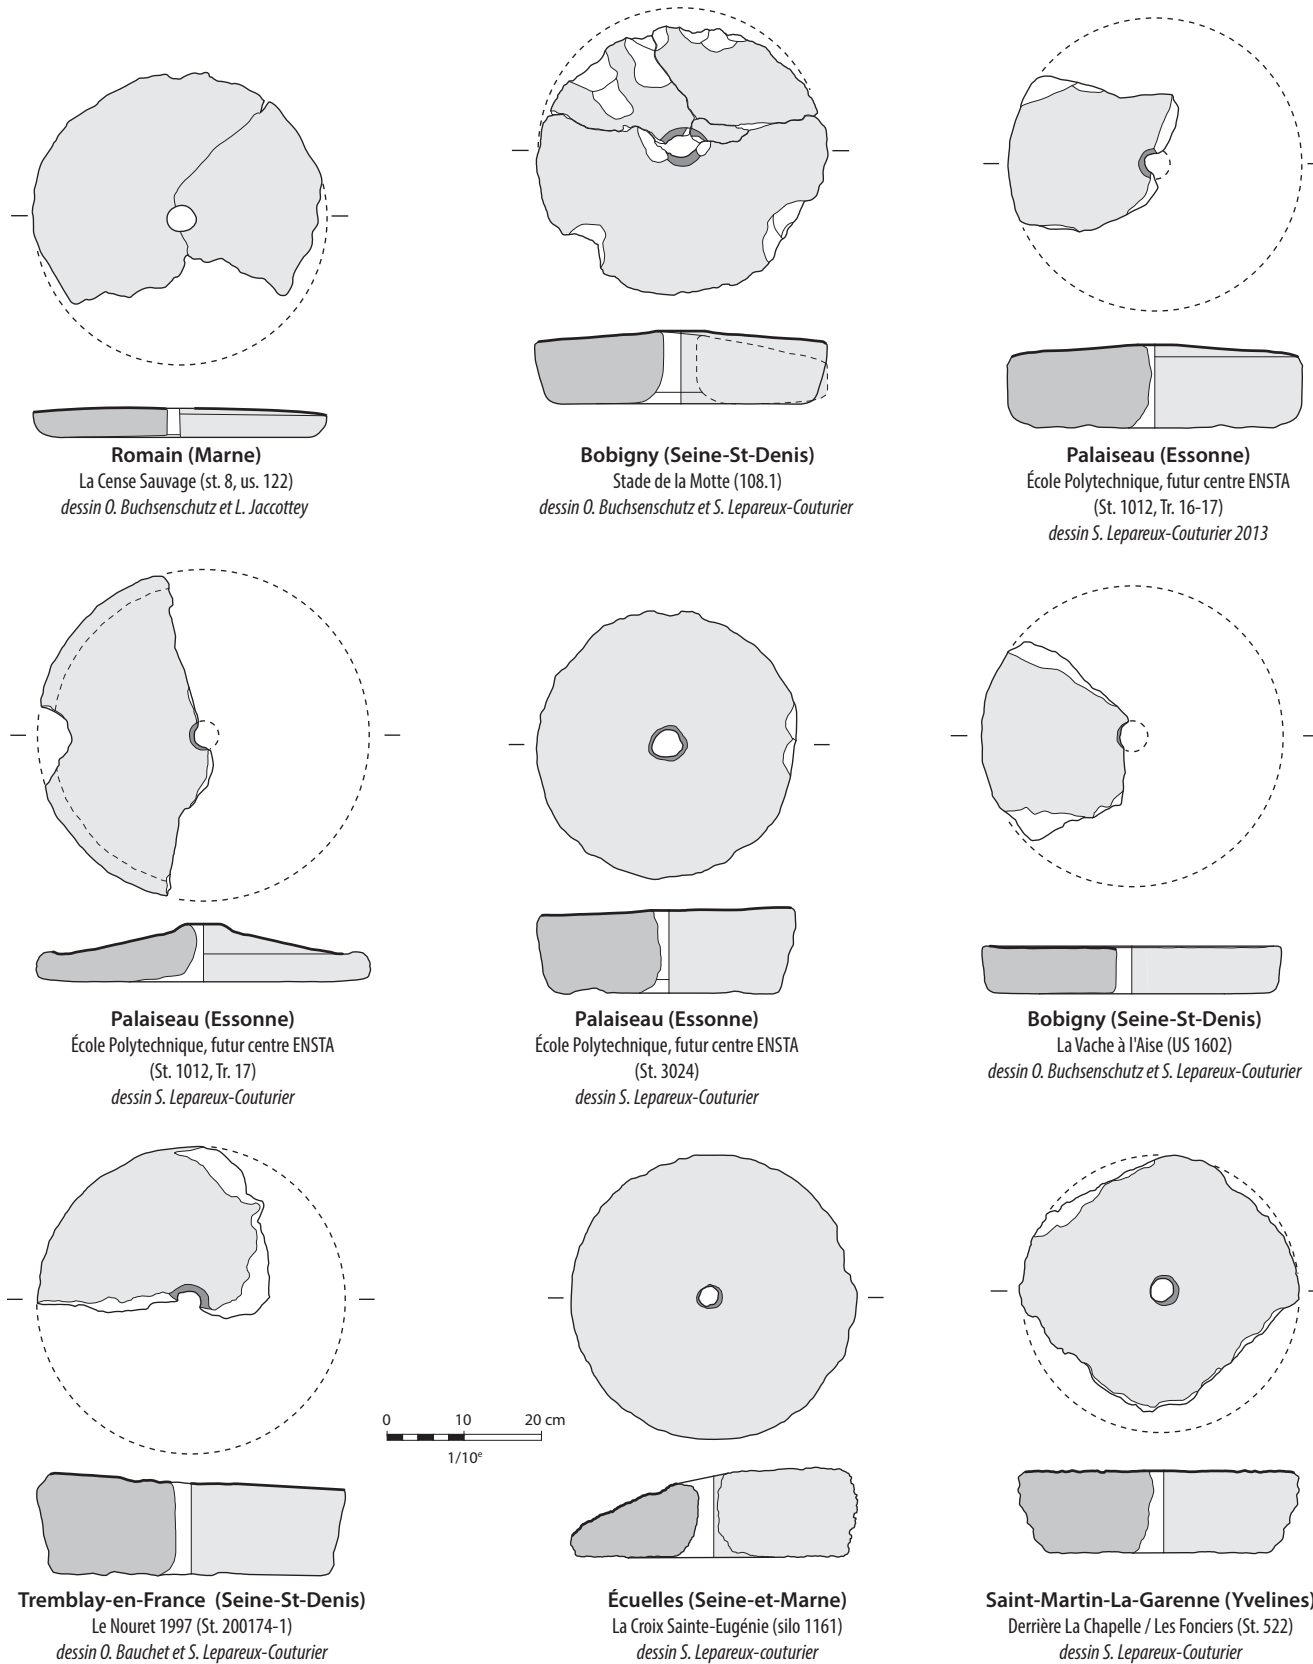 Romain (Marne)
La Cense Sauvage (st. 8, us. 122)
dessin O. Buchsenschutz et L. Jaccottey
Bobigny (Seine-St-Denis)
Stade de la Motte (108.1)
dessin O. Buchsenschutz et S. Lepareux-Couturier
Palaiseau (Essonne)
École Polytechnique, futur centre ENSTA
(St. 1012, Tr. 16-17)
dessin S. Lepareux-Couturier 2013
Palaiseau (Essonne)
École Polytechnique, futur centre ENSTA
(St. 1012, Tr. 17)
dessin S. Lepareux-Couturier
Palaiseau (Essonne)
École Polytechnique, futur centre ENSTA
(St. 3024)
dessin S. Lepareux-Couturier
Bobigny (Seine-St-Denis)
La Vache à l'Aise (US 1602)
dessin O. Buchsenschutz et S. Lepareux-Couturier
0 10 20 cm
1/10e
Tremblay-en-France (Seine-St-Denis)
Le Nouret 1997 (St. 200174-1)
dessin O. Bauchet et S. Lepareux-Couturier
Écuelles (Seine-et-Marne)
La Croix Sainte-Eugénie (silo 1161)
dessin S. Lepareux-couturier
Saint-Martin-La-Garenne (Yvelines)
Derrière La Chapelle / Les Fonciers (St. 522)
dessin S. Lepareux-Couturier